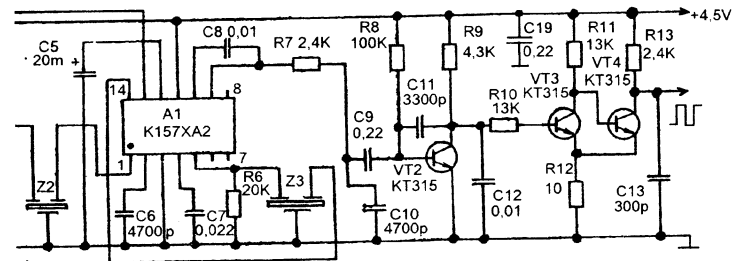 +4,5V
C5
20m +
C8 0,01
R7 2,4K
R8
100K
R9
4,3K
C19
0,22
R11
13K
R13
2,4K
VT3
KT315
VT4
KT315
14
8
A1
K157XA2
1
7
C11
3300p
R10
13K
C9
0,22
VT2
KT315
Z2
C6
4700p
C7
0,022
R6
20K
Z3
C10
4700p
C12
0,01
R12
10
C13
300p